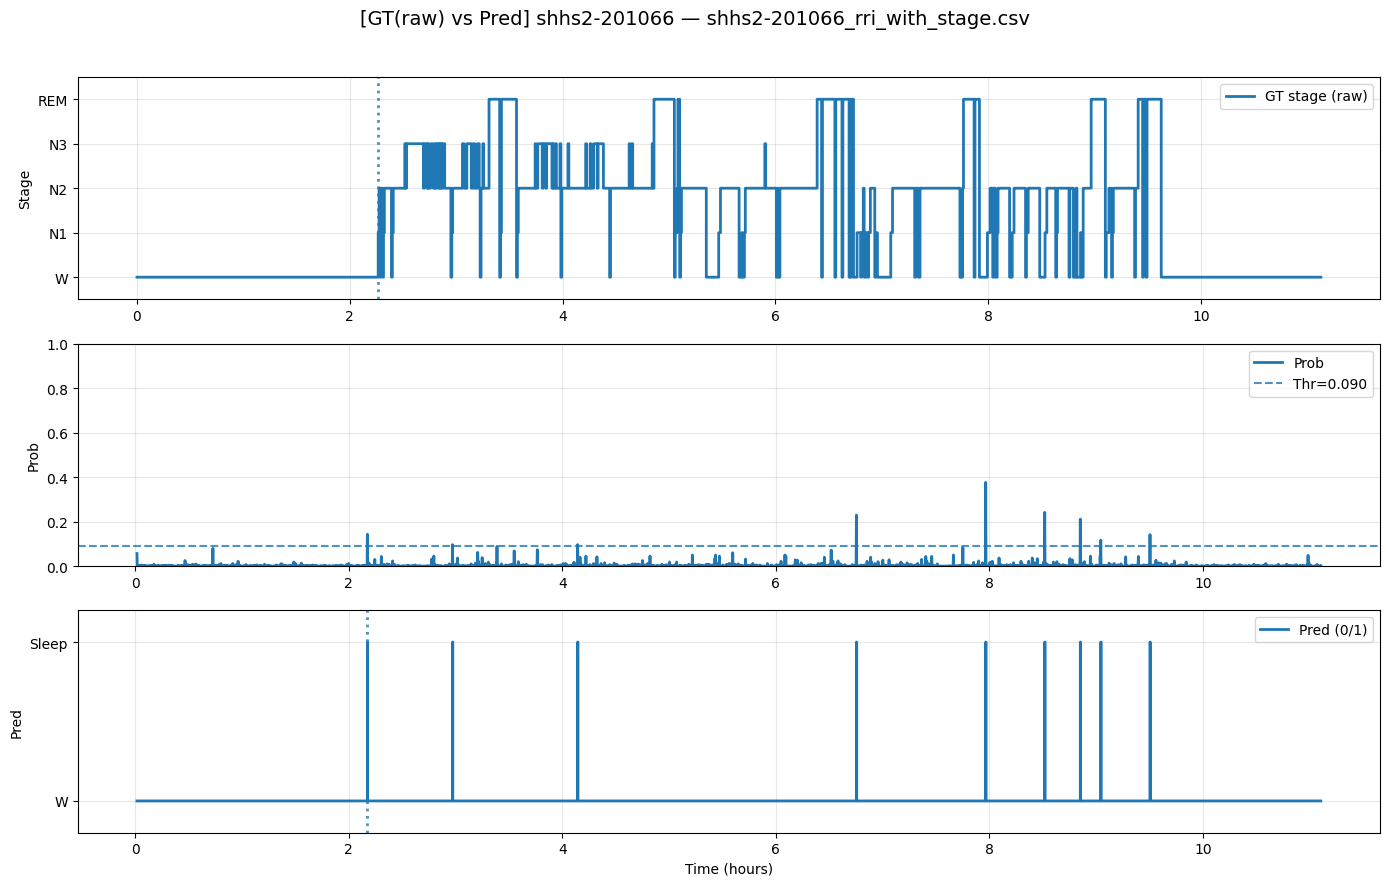 [GT(raw) vs Pred] shhs2-201066 — shhs2-201066_rri_with_stage.csv
REM
N3
N2
N1
W
Stage
GT stage (raw)
0 2 4 6 8 10
1.0
0.8
0.6
0.4
0.2
0.0
Prob
Prob
Thr=0.090
0 2 4 6 8 10
Sleep
W
Pred
Pred (0/1)
0 2 4 6 8 10
Time (hours)